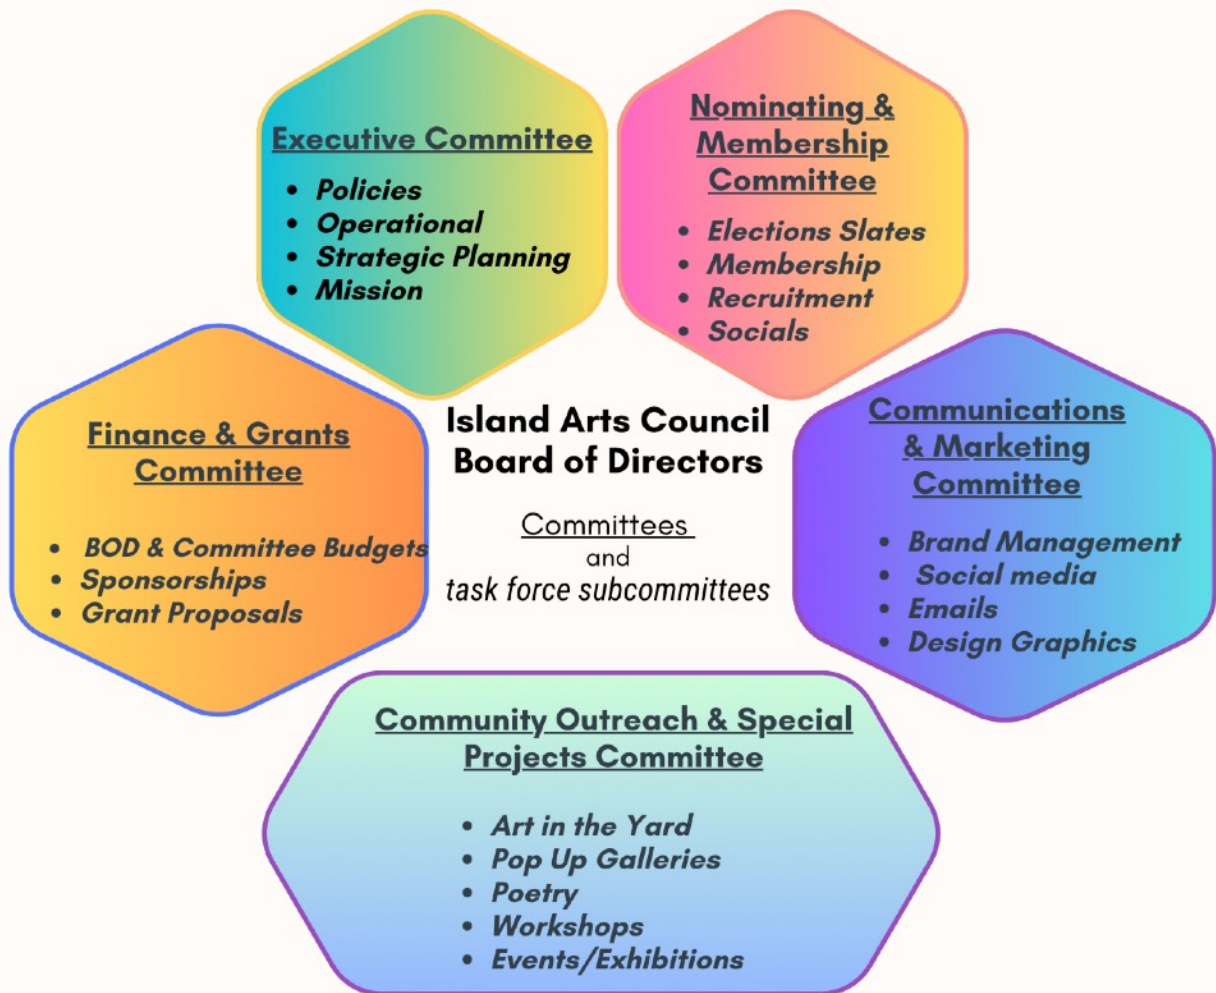 Executive Committee
• Policies
• Operational
• Strategic Planning
• Mission
Nominating &
Membership
Committee
• Elections Slates
• Membership
• Recruitment
• Socials
Finance & Grants
Committee
• BOD & Committee Budgets
• Sponsorships
• Grant Proposals
Island Arts Council
Board of Directors
Committees
and
task force subcommittees
Communications
& Marketing
Committee
• Brand Management
• Social media
• Emails
• Design Graphics
Community Outreach & Special
Projects Committee
• Art in the Yard
• Pop Up Galleries
• Poetry
• Workshops
• Events/Exhibitions